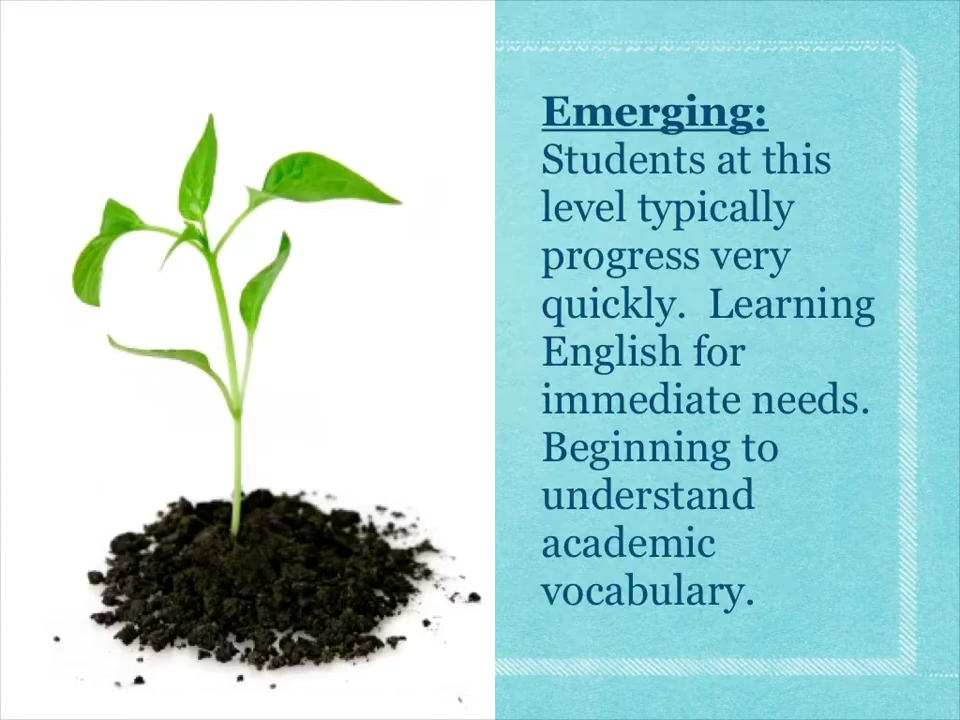 Emerging:
Students at this
level typically
progress very
quickly.  Learning
English for
immediate needs.
Beginning to
understand
academic
vocabulary.